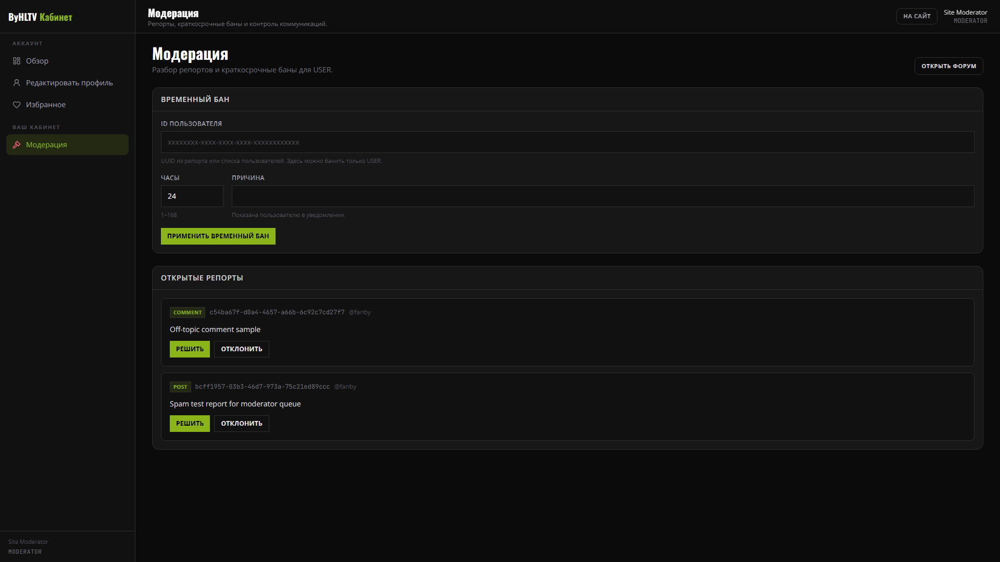 ByHLTV Кабинет
АККАУНТ
Обзор
Редактировать профиль
Избранное
ВАШ КАБИНЕТ
Модерация
Site Moderator
MODERATOR
Модерация
Репорты, краткосрочные баны и контроль коммуникаций.
НА САЙТ
Site Moderator
MODERATOR
Модерация
Разбор репортов и краткосрочные баны для USER.
ОТКРЫТЬ ФОРУМ
ВРЕМЕННЫЙ БАН
ID ПОЛЬЗОВАТЕЛЯ
xxxxxxxx-xxxx-xxxx-xxxx-xxxxxxxxxxxx
UUID из репорта или списка пользователей. Здесь можно банить только USER.
ЧАСЫ
ПРИЧИНА
24
1–168
Показана пользователю в уведомлении.
ПРИМЕНИТЬ ВРЕМЕННЫЙ БАН
ОТКРЫТЫЕ РЕПОРТЫ
COMMENT c54ba67f-d0a4-4657-a66b-6c92c7cd27f7 @fanby
Off-topic comment sample
РЕШИТЬ ОТКЛОНИТЬ
POST bcff1957-03b3-46d7-973a-75c21ed89ccc @fanby
Spam test report for moderator queue
РЕШИТЬ ОТКЛОНИТЬ